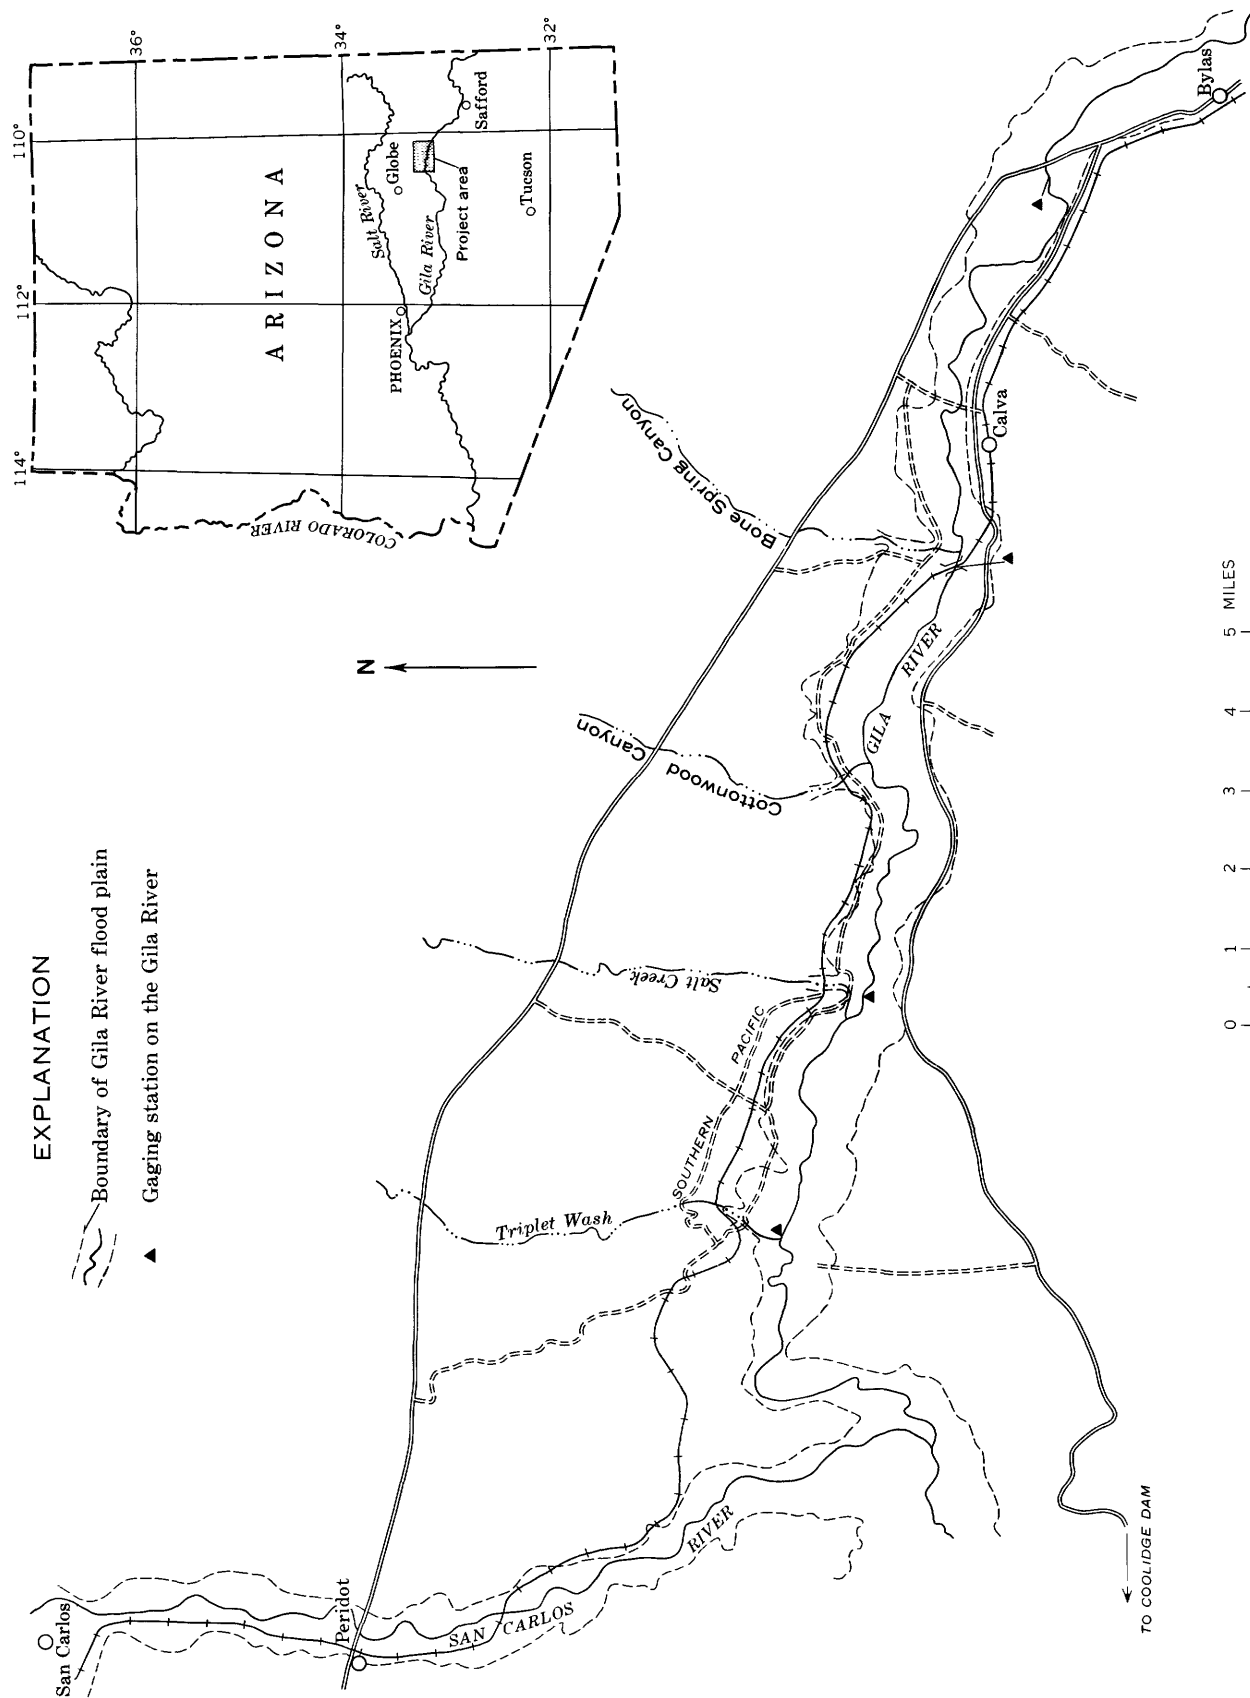 EXPLANATION
Boundary of Gila River flood plain
Gaging station on the Gila River
114°
112°
110°
36°
34°
32°
COLORADO RIVER
ARIZONA
Salt River
PHOENIX
Globe
Gila River
Project area
Safford
Tucson
N
San Carlos
Peridot
SAN CARLOS
RIVER
Triplet Wash
SOUTHERN
PACIFIC
Salt Creek
Cottonwood
Canyon
Bone Spring Canyon
GILA
RIVER
Calva
Bylas
TO COOLIDGE DAM
0 1 2 3 4 5 MILES